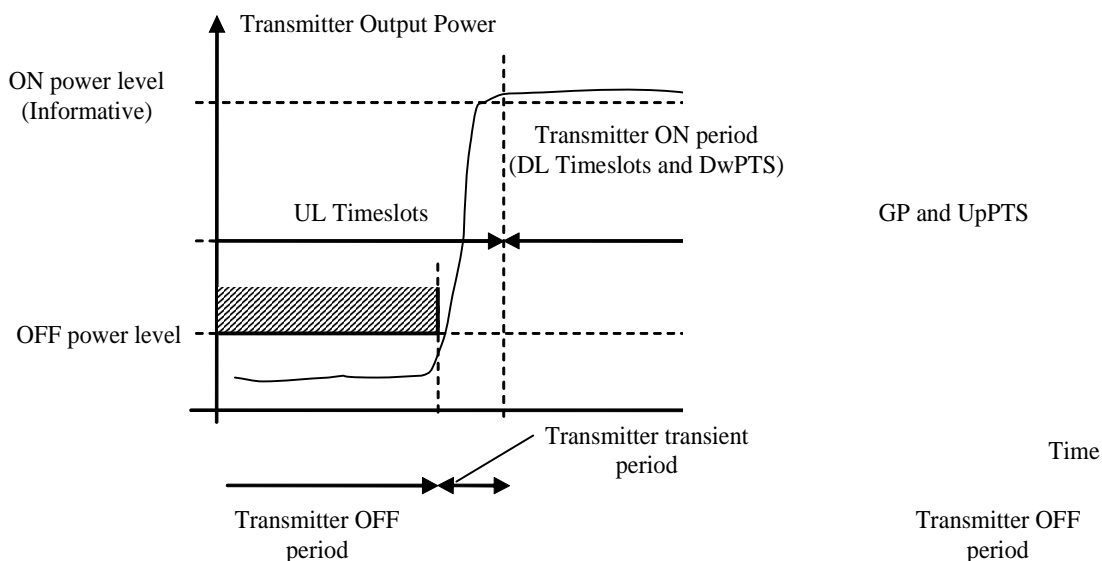 Transmitter Output Power
ON power level
(Informative)
Transmitter ON period
(DL Timeslots and DwPTS)
UL Timeslots
GP and UpPTS
OFF power level
Transmitter transient
period
Time
Transmitter OFF
period
Transmitter OFF
period